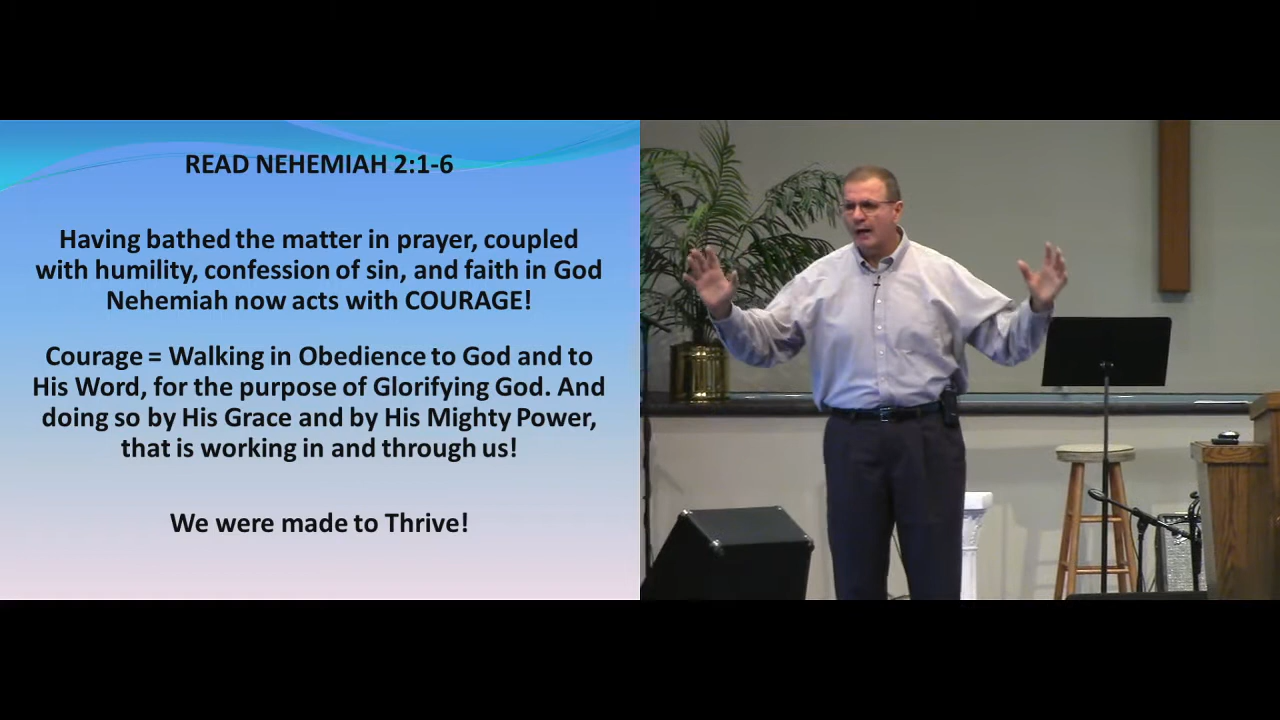 READ NEHEMIAH 2:1-6
Having bathed the matter in prayer, coupled
with humility, confession of sin, and faith in God
Nehemiah now acts with COURAGE!
Courage = Walking in Obedience to God and to
His Word, for the purpose of Glorifying God. And
doing so by His Grace and by His Mighty Power,
that is working in and through us!
We were made to Thrive!